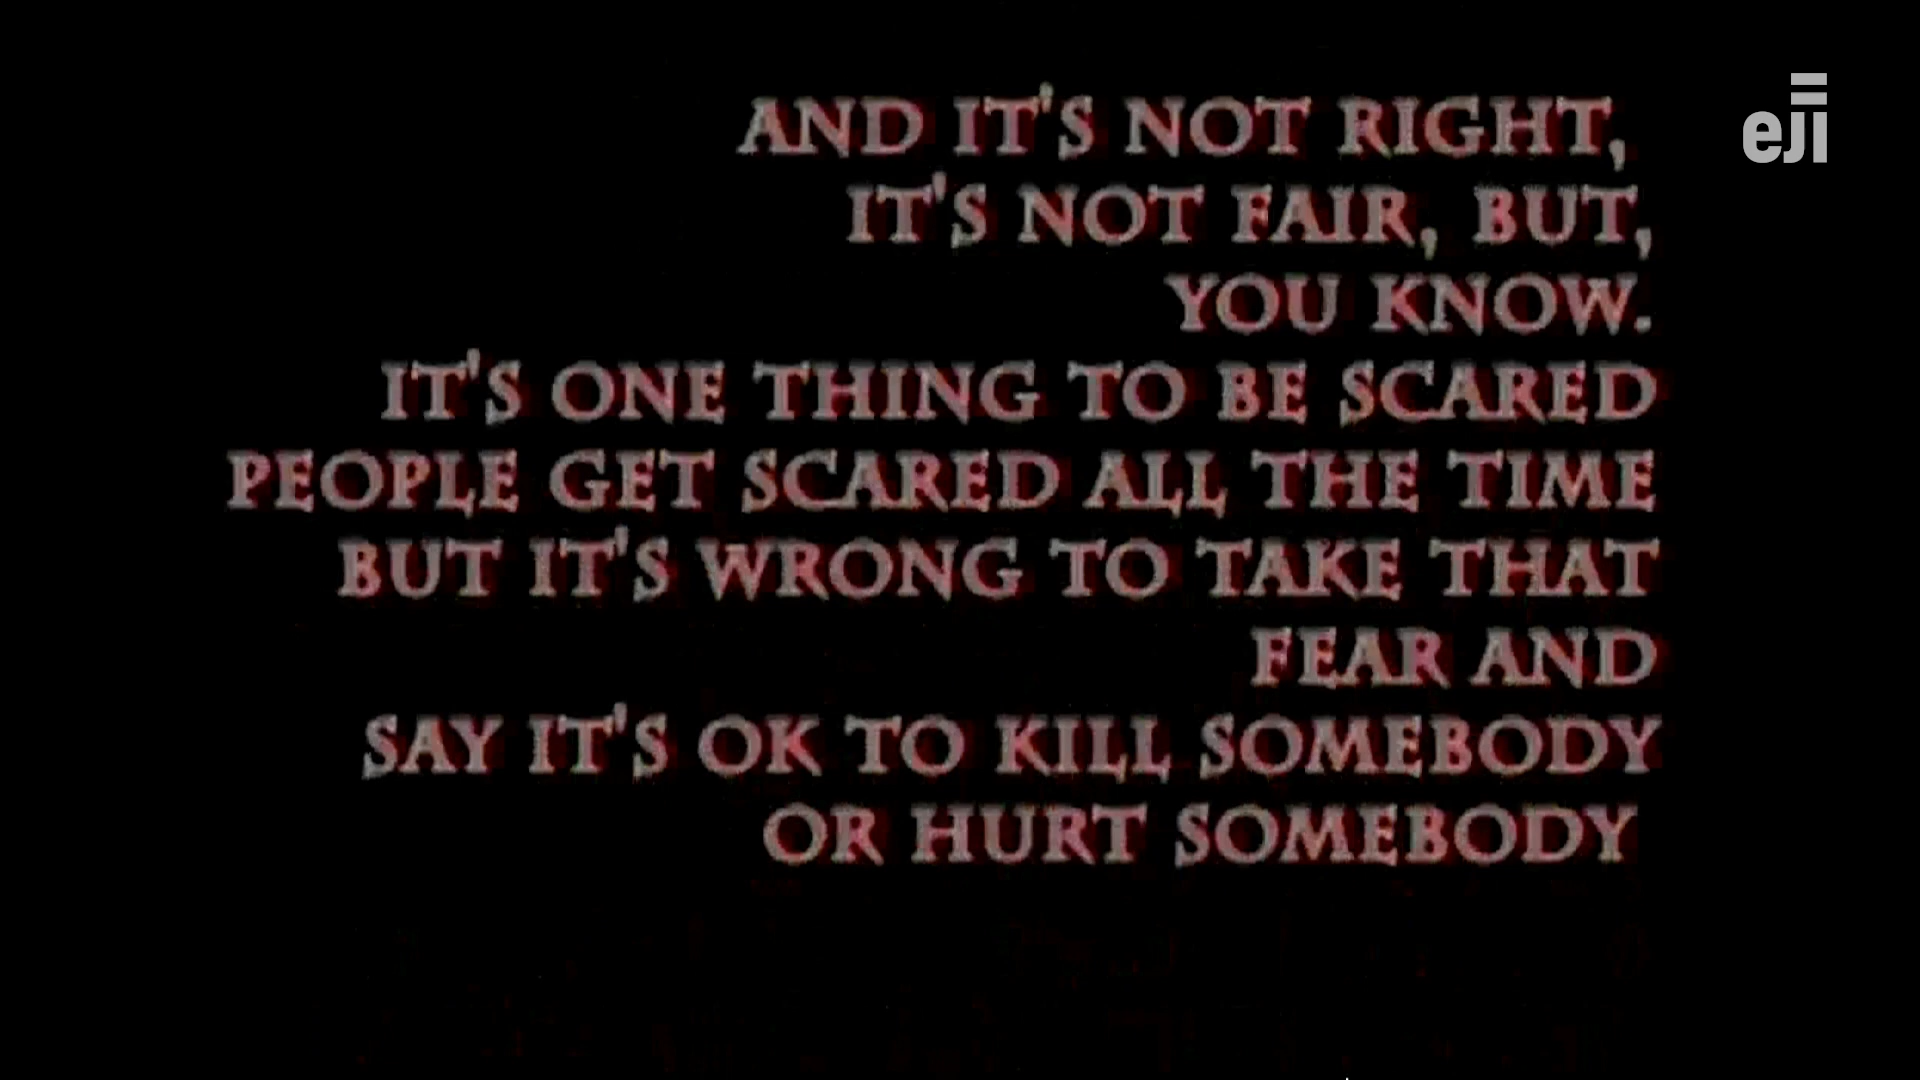 eji
AND IT'S NOT RIGHT,
IT'S NOT FAIR, BUT,
YOU KNOW.
IT'S ONE THING TO BE SCARED
PEOPLE GET SCARED ALL THE TIME
BUT IT'S WRONG TO TAKE THAT
FEAR AND
SAY IT'S OK TO KILL SOMEBODY
OR HURT SOMEBODY